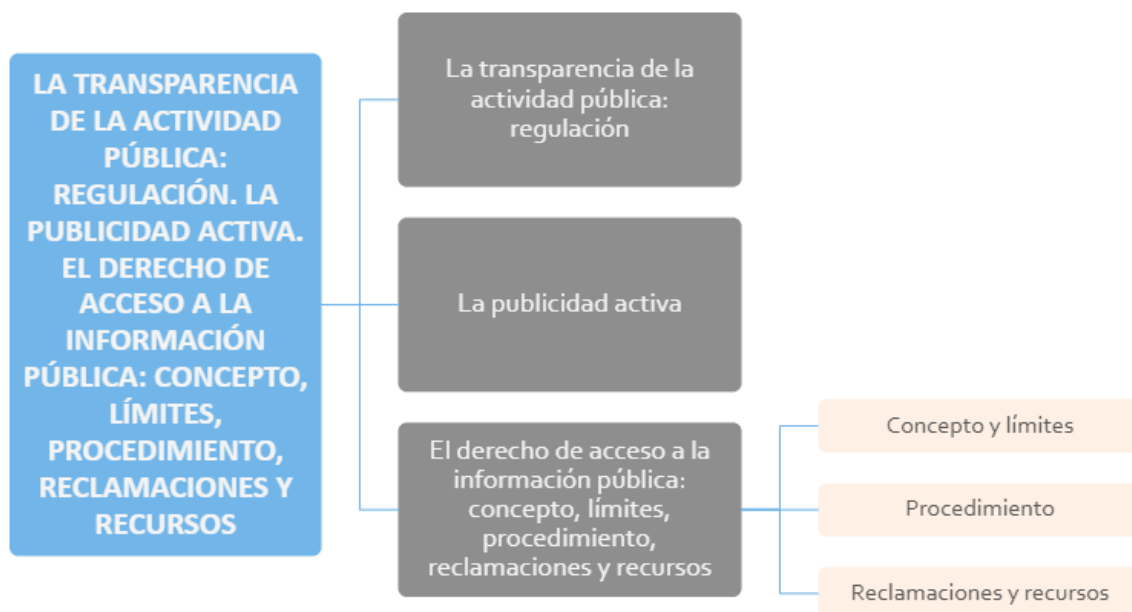 LA TRANSPARENCIA
DE LA ACTIVIDAD
PÚBLICA:
REGULACIÓN. LA
PUBLICIDAD ACTIVA.
EL DERECHO DE
ACCESO A LA
INFORMACIÓN
PÚBLICA: CONCEPTO,
LÍMITES,
PROCEDIMIENTO,
RECLAMACIONES Y
RECURSOS
La transparencia de la
actividad pública:
regulación
La publicidad activa
El derecho de acceso a la
información pública:
concepto, límites,
procedimiento,
reclamaciones y recursos
Concepto y límites
Procedimiento
Reclamaciones y recursos